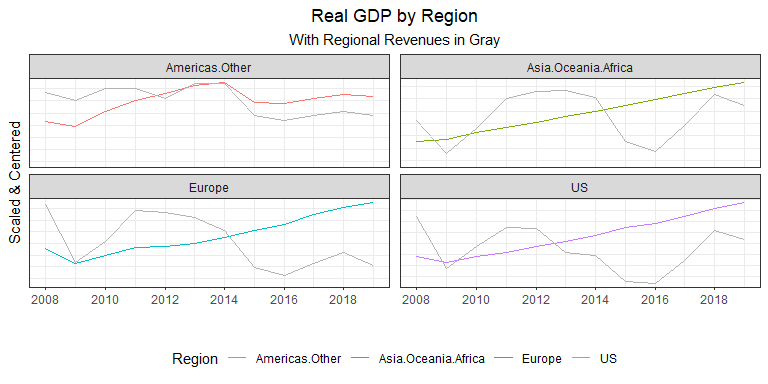 Real GDP by Region
With Regional Revenues in Gray
Americas.Other
Asia.Oceania.Africa
Scaled & Centered
Europe
US
2008 2010 2012 2014 2016 2018
2008 2010 2012 2014 2016 2018
Region Americas.Other Asia.Oceania.Africa Europe US